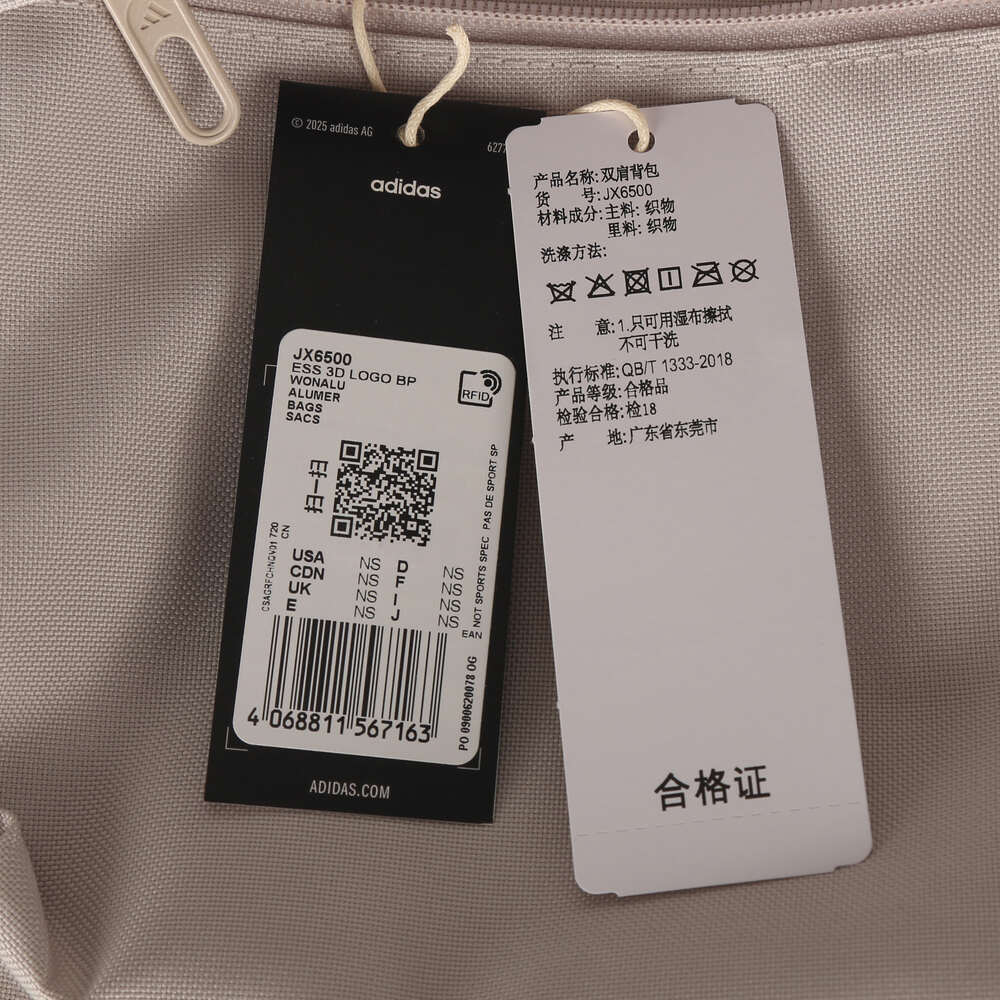 © 2025 adidas AG
6277
adidas
JX6500
ESS 3D LOGO BP
WONALU
ALUMER
BAGS
SACS
RFID
扫一扫
CSAGRFCHNQV01 720
CN
USA NS D NS
CDN NS F NS
UK NS I NS
E NS J NS
EAN
NOT SPORTS SPEC PAS DE SPORT SP
4 068811 567163
PO 0900620078 OG
ADIDAS.COM
产品名称:双肩背包
货 号:JX6500
材料成分:主料: 织物
里料: 织物
洗涤方法:
注 意:1.只可用湿布擦拭
不可干洗
执行标准:QB/T 1333-2018
产品等级:合格品
检验合格:检18
产 地:广东省东莞市
合格证